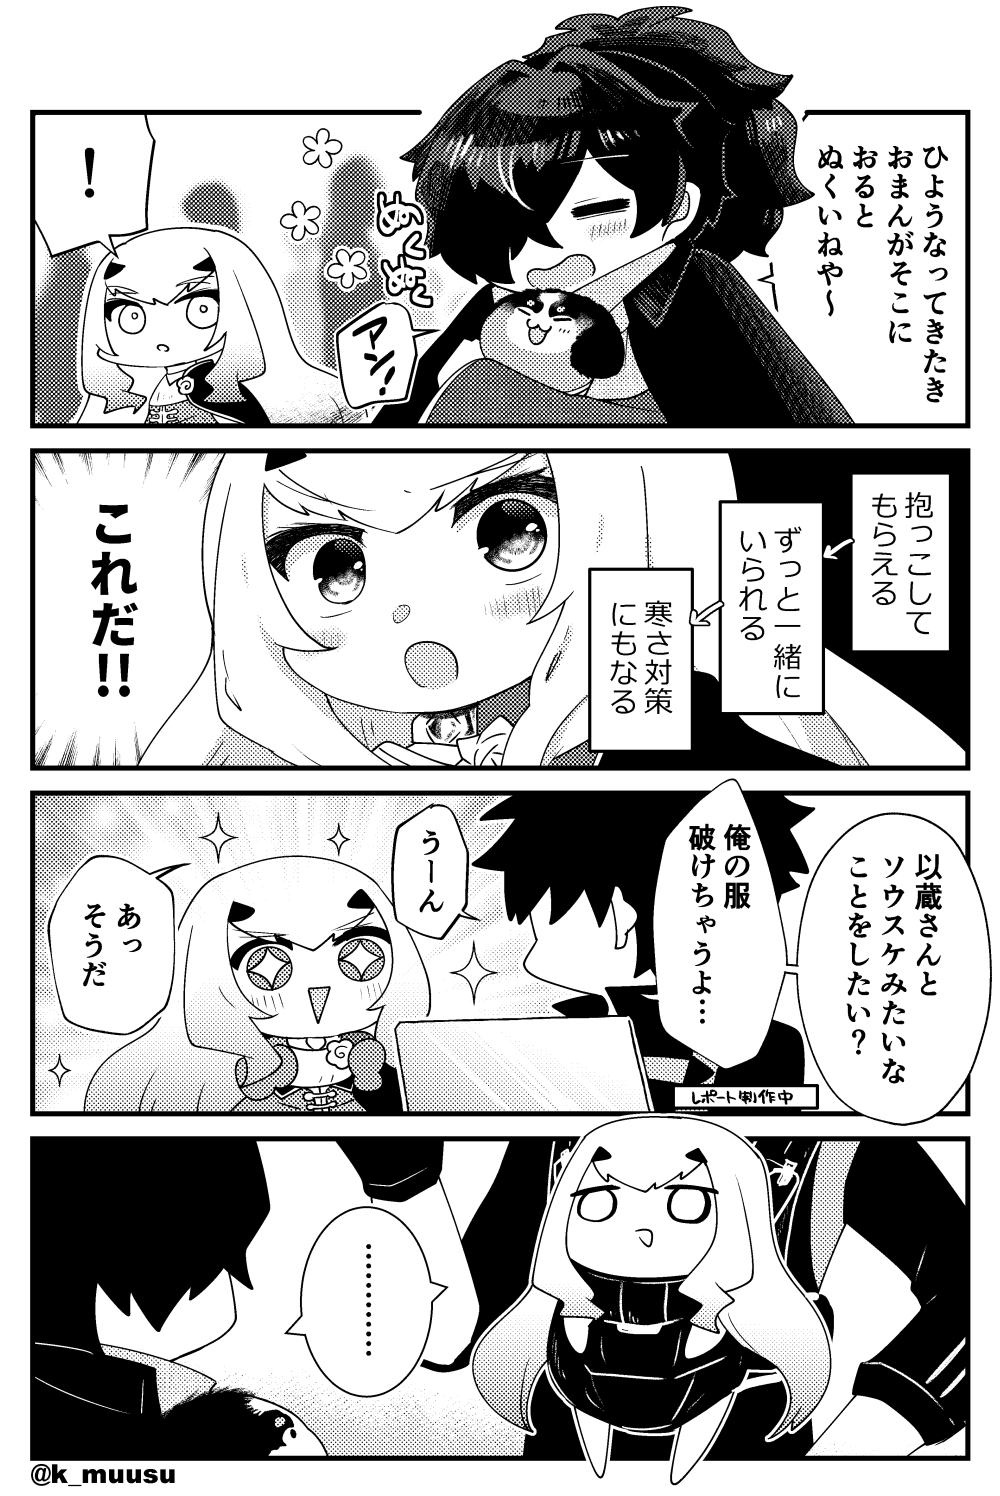 ひようなってきたき
おまんがそこに
おると
ぬくいねや～
あぐあぐ
アン！
！
抱っこして
もらえる
ずっと一緒に
いられる
寒さ対策
にもなる
これだ!!
以蔵さんと
ソウスケみたいな
ことをしたい？
俺の服
破けちゃうよ…
レポート制作中
うーん
あっ
そうだ
………
@k_muusu